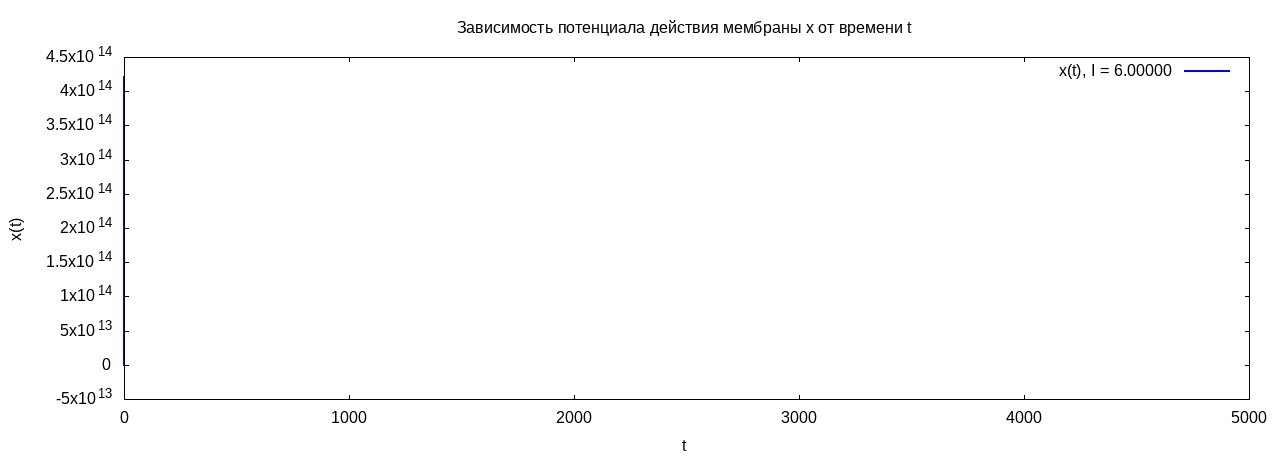 Зависимость потенциала действия мембраны x от времени t
4.5x10 14
4x10 14
3.5x10 14
3x10 14
2.5x10 14
2x10 14
1.5x10 14
1x10 14
5x10 13
0
-5x10 13
x(t)
x(t), I = 6.00000
0 1000 2000 3000 4000 5000
t